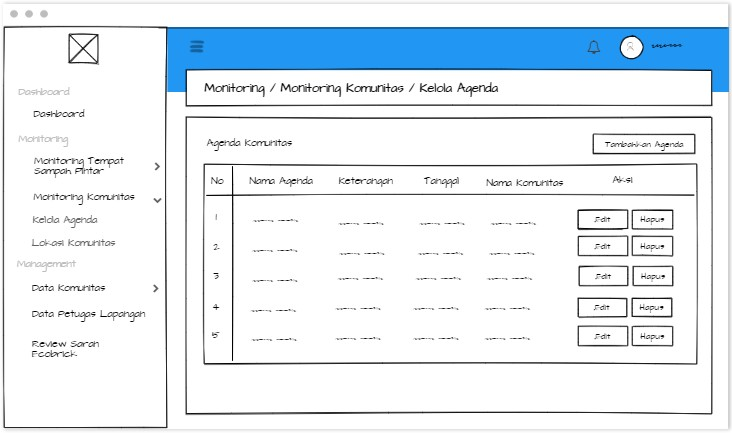 Monitoring / Monitoring Komunitas / Kelola Agenda
Dashboard
Dashboard
Monitoring
Monitoring Tempat
Sampah Pintar
Monitoring Komunitas
Kelola Agenda
Lokasi Komunitas
Management
Data Komunitas
Data Petugas Lapangan
Review Sarah
Ecobrick
Agenda Komunitas
Tambahkan Agenda
No Nama Agenda Keterangan Tanggal Nama Komunitas Aksi
1 Edit Hapus
2 Edit Hapus
3 Edit Hapus
4 Edit Hapus
5 Edit Hapus